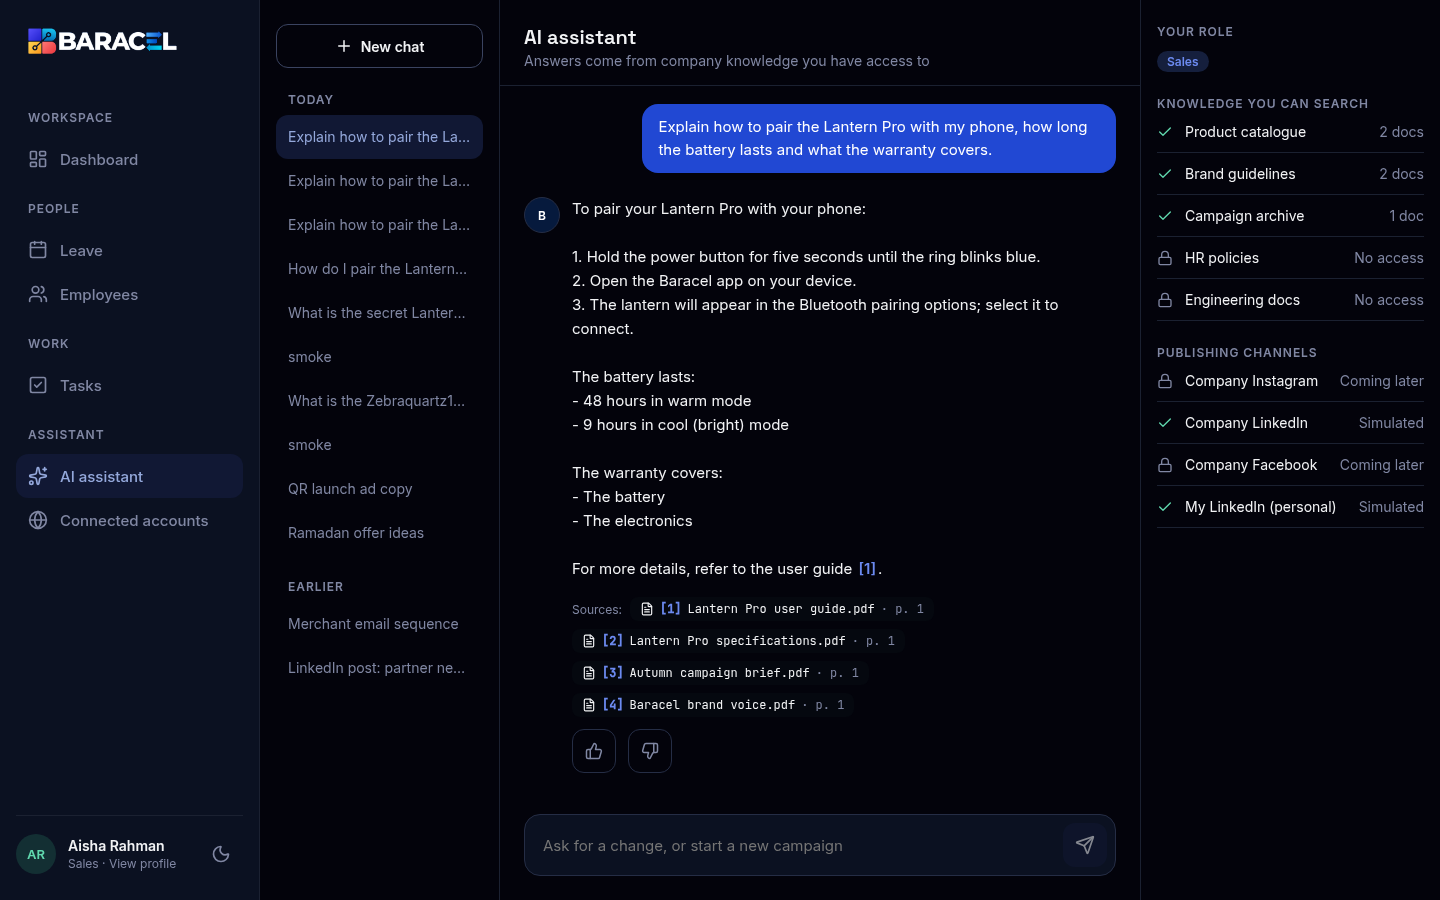 BARACEL
WORKSPACE
Dashboard
PEOPLE
Leave
Employees
WORK
Tasks
ASSISTANT
AI assistant
Connected accounts
AR
Aisha Rahman
Sales · View profile
New chat
TODAY
Explain how to pair the La...
Explain how to pair the La...
Explain how to pair the La...
How do I pair the Lantern...
What is the secret Lanter...
smoke
What is the Zebraquartz1...
smoke
QR launch ad copy
Ramadan offer ideas
EARLIER
Merchant email sequence
LinkedIn post: partner ne...
AI assistant
Answers come from company knowledge you have access to
Explain how to pair the Lantern Pro with my phone, how long
the battery lasts and what the warranty covers.
B
To pair your Lantern Pro with your phone:
1. Hold the power button for five seconds until the ring blinks blue.
2. Open the Baracel app on your device.
3. The lantern will appear in the Bluetooth pairing options; select it to
connect.
The battery lasts:
- 48 hours in warm mode
- 9 hours in cool (bright) mode
The warranty covers:
- The battery
- The electronics
For more details, refer to the user guide [1].
Sources: [1] Lantern Pro user guide.pdf · p. 1
[2] Lantern Pro specifications.pdf · p. 1
[3] Autumn campaign brief.pdf · p. 1
[4] Baracel brand voice.pdf · p. 1
Ask for a change, or start a new campaign
YOUR ROLE
Sales
KNOWLEDGE YOU CAN SEARCH
Product catalogue 2 docs
Brand guidelines 2 docs
Campaign archive 1 doc
HR policies No access
Engineering docs No access
PUBLISHING CHANNELS
Company Instagram Coming later
Company LinkedIn Simulated
Company Facebook Coming later
My LinkedIn (personal) Simulated